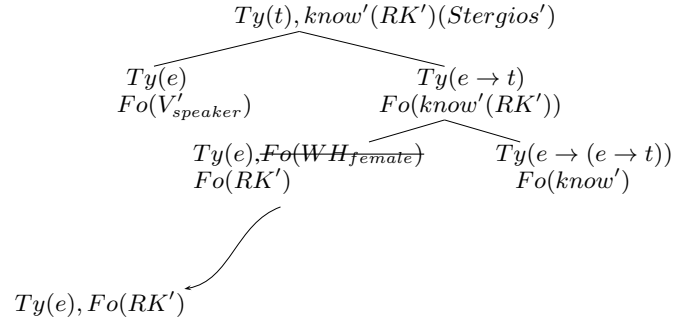 Ty(t), know′(RK′)(Stergios′)
Ty(e) Ty(e → t)
Fo(V′speaker) Fo(know′(RK′))
Ty(e),Fo(WHfemale) Ty(e → (e → t))
Fo(RK′) Fo(know′)
Ty(e), Fo(RK′)